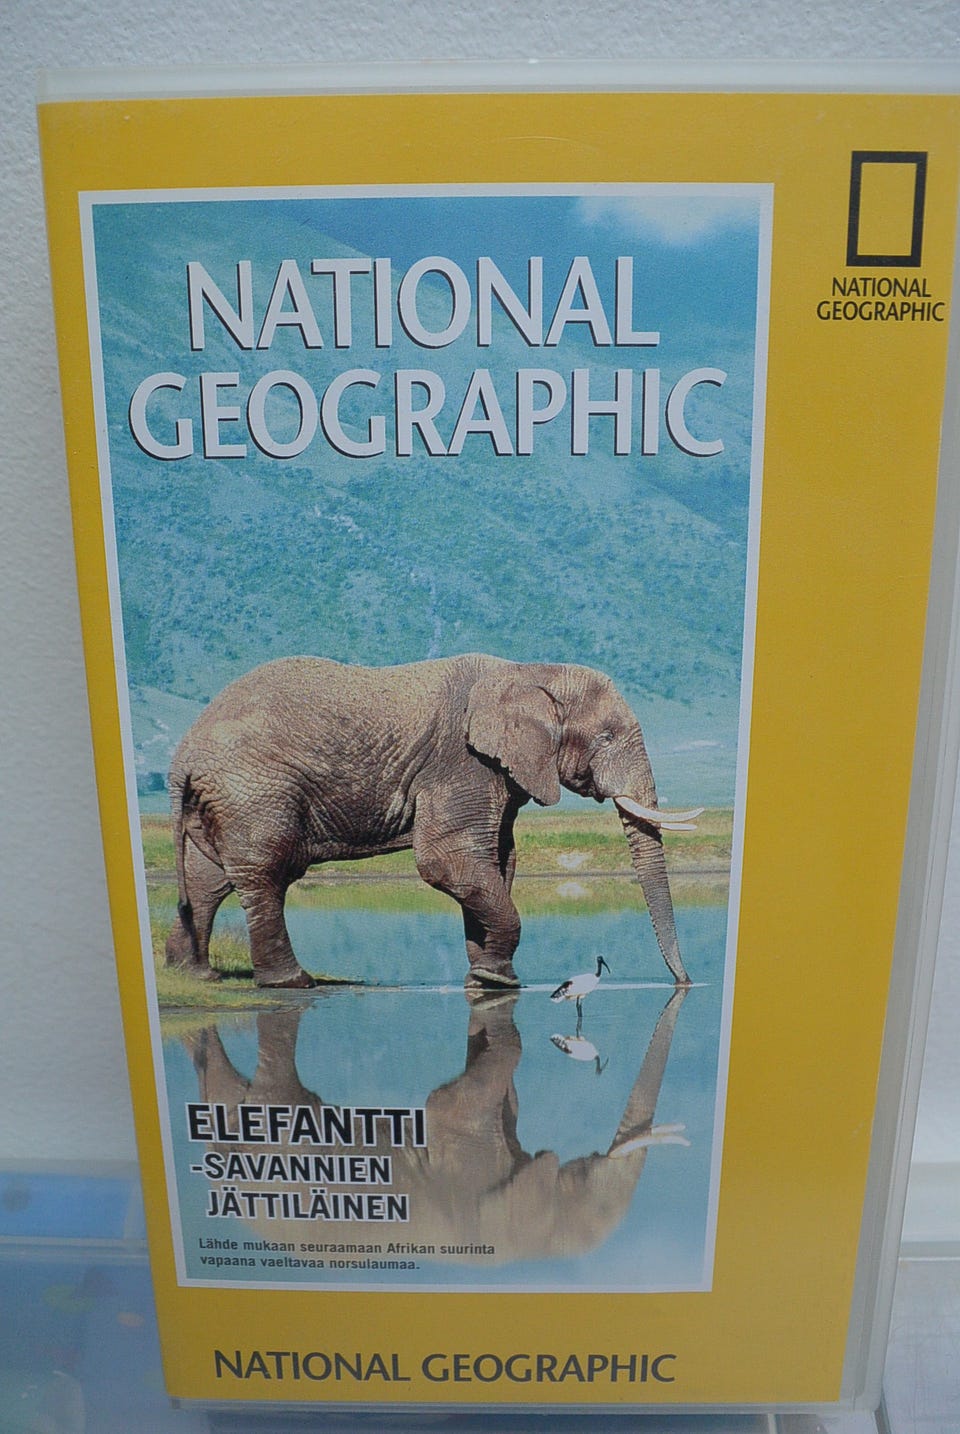 NATIONAL
GEOGRAPHIC
NATIONAL
GEOGRAPHIC
ELEFANTTI
-SAVANNIEN
JÄTTILÄINEN
Lähde mukaan seuraamaan Afrikan suurinta
vapaana vaeltavaa norsulaumaa.
NATIONAL GEOGRAPHIC